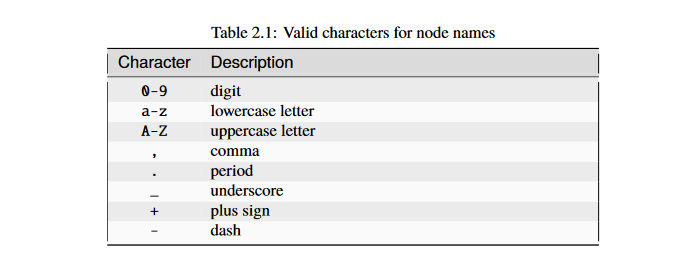 Table 2.1: Valid characters for node names
Character Description
0-9 digit
a-z lowercase letter
A-Z uppercase letter
, comma
. period
_ underscore
+ plus sign
- dash